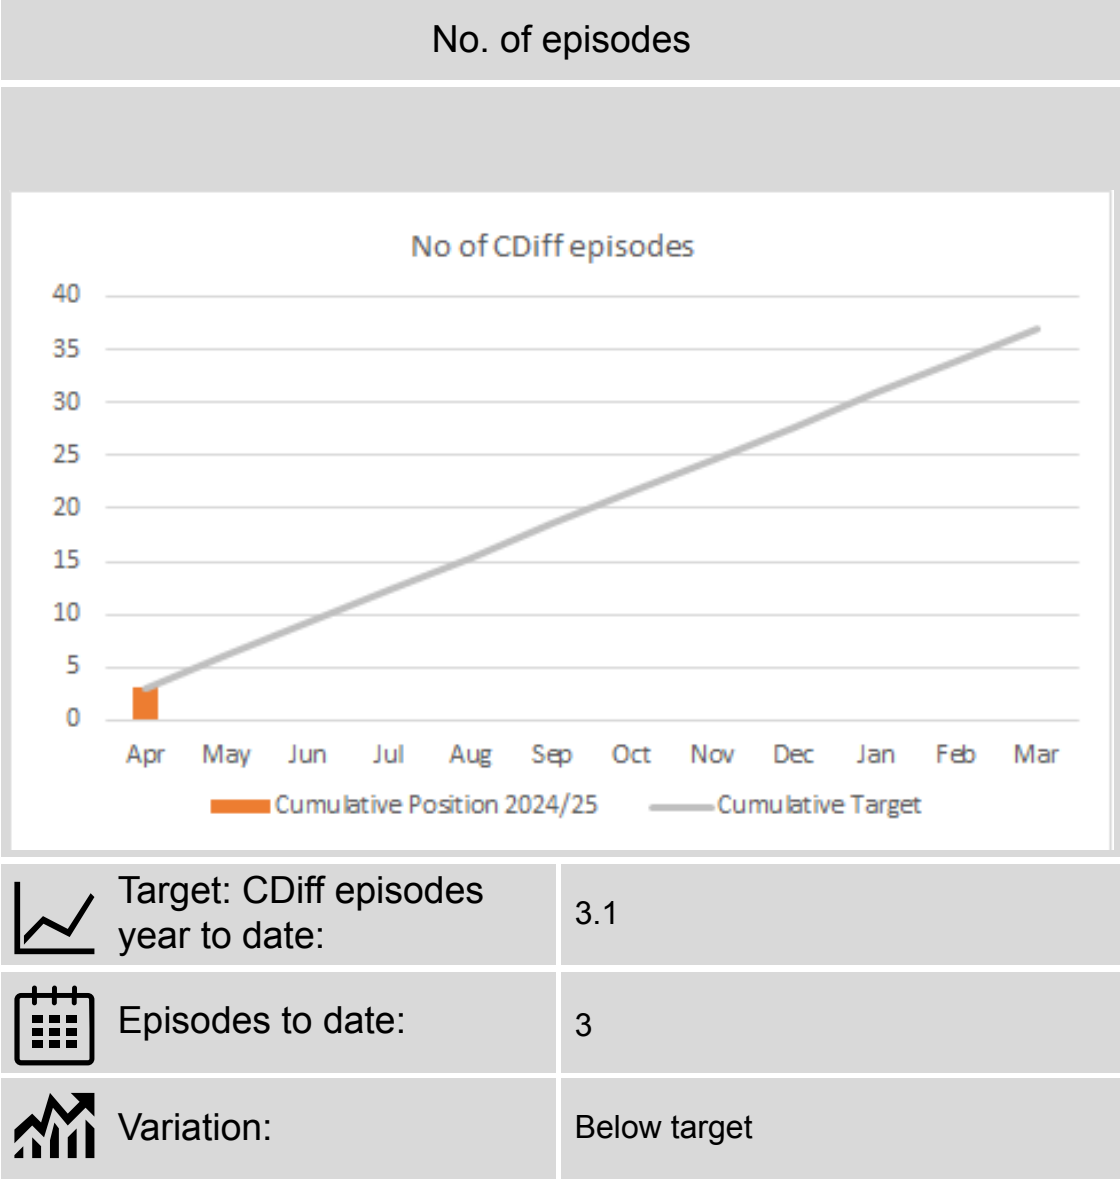 No. of episodes
No of CDiff episodes
40
35
30
25
20
15
10
5
0
Apr May Jun Jul Aug Sep Oct Nov Dec Jan Feb Mar
Cumulative Position 2024/25 Cumulative Target
Target: CDiff episodes
year to date:
3.1
Episodes to date:
3
Variation:
Below target